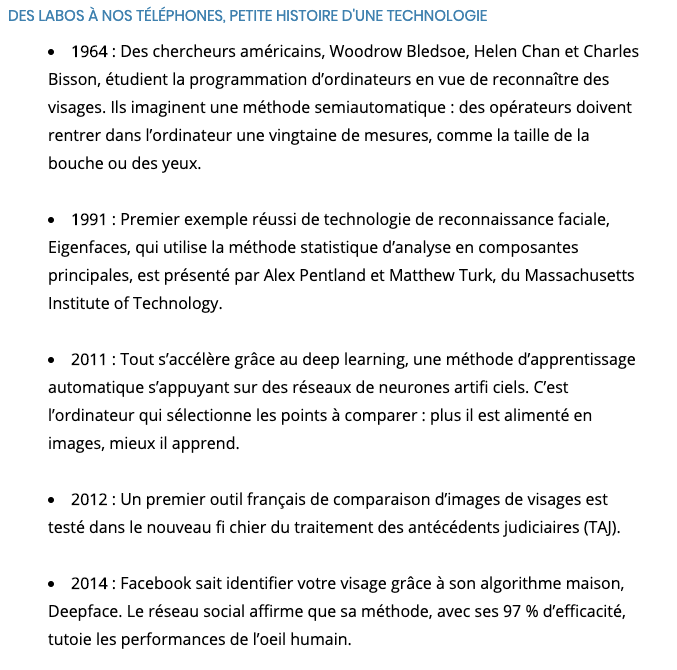 DES LABOS À NOS TÉLÉPHONES, PETITE HISTOIRE D'UNE TECHNOLOGIE
• 1964 : Des chercheurs américains, Woodrow Bledsoe, Helen Chan et Charles
Bisson, étudient la programmation d’ordinateurs en vue de reconnaître des
visages. Ils imaginent une méthode semiautomatique : des opérateurs doivent
rentrer dans l’ordinateur une vingtaine de mesures, comme la taille de la
bouche ou des yeux.
• 1991 : Premier exemple réussi de technologie de reconnaissance faciale,
Eigenfaces, qui utilise la méthode statistique d’analyse en composantes
principales, est présenté par Alex Pentland et Matthew Turk, du Massachusetts
Institute of Technology.
• 2011 : Tout s’accélère grâce au deep learning, une méthode d’apprentissage
automatique s’appuyant sur des réseaux de neurones artifi ciels. C’est
l’ordinateur qui sélectionne les points à comparer : plus il est alimenté en
images, mieux il apprend.
• 2012 : Un premier outil français de comparaison d’images de visages est
testé dans le nouveau fi chier du traitement des antécédents judiciaires (TAJ).
• 2014 : Facebook sait identifier votre visage grâce à son algorithme maison,
Deepface. Le réseau social affirme que sa méthode, avec ses 97 % d’efficacité,
tutoie les performances de l’oeil humain.